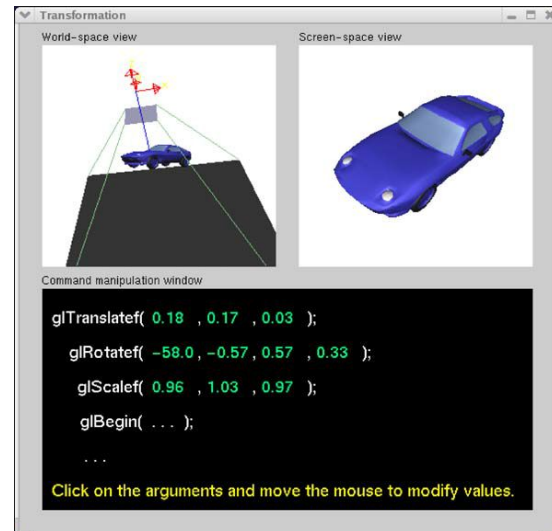 Transformation
World-space view
Screen-space view
Command manipulation window
glTranslatef( 0.18 , 0.17 , 0.03 );
glRotatef( -58.0 , -0.57 , 0.57 , 0.33 );
glScalef( 0.96 , 1.03 , 0.97 );
glBegin( . . . );
. . .
Click on the arguments and move the mouse to modify values.